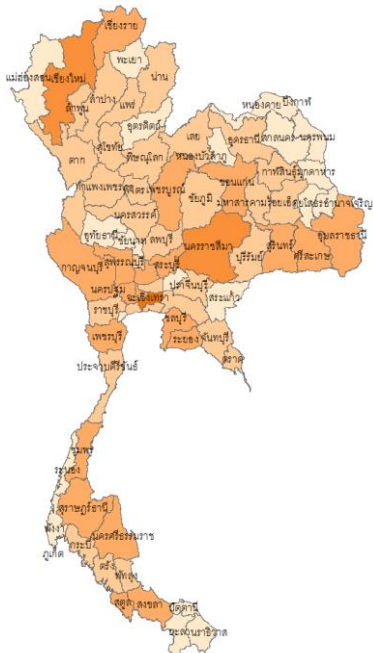 เชียงราย
พะเยา
แม่ฮ่องสอน
เชียงใหม่
น่าน
ลำปาง
ลำพูน
แพร่
อุตรดิตถ์
หนองคาย
บึงกาฬ
เลย
อุดรธานี
สกลนคร
นครพนม
สุโขทัย
ตาก
พิษณุโลก
หนองบัวลำภู
ขอนแก่น
กาฬสินธุ์
มุกดาหาร
กำแพงเพชร
พิจิตร
เพชรบูรณ์
ชัยภูมิ
มหาสารคาม
ร้อยเอ็ด
ยโสธร
อำนาจเจริญ
นครสวรรค์
อุทัยธานี
ชัยนาท
ลพบุรี
นครราชสีมา
บุรีรัมย์
สุรินทร์
ศรีสะเกษ
อุบลราชธานี
กาญจนบุรี
สุพรรณบุรี
สระบุรี
นครปฐม
ฉะเชิงเทรา
ปราจีนบุรี
สระแก้ว
ราชบุรี
ชลบุรี
เพชรบุรี
ระยอง
จันทบุรี
ตราด
ประจวบคีรีขันธ์
ชุมพร
ระนอง
สุราษฎร์ธานี
พังงา
นครศรีธรรมราช
ภูเก็ต
กระบี่
ตรัง
พัทลุง
สตูล
สงขลา
ปัตตานี
ยะลา
นราธิวาส